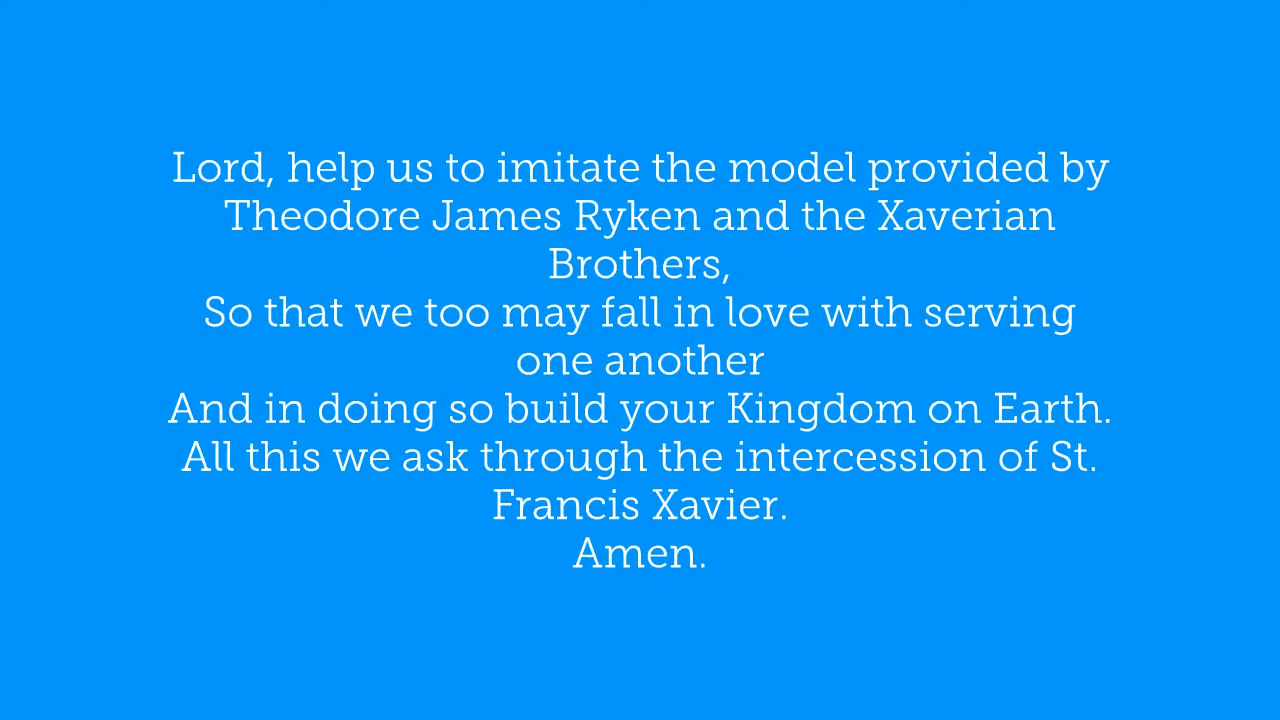 Lord, help us to imitate the model provided by
Theodore James Ryken and the Xaverian
Brothers,
So that we too may fall in love with serving
one another
And in doing so build your Kingdom on Earth.
All this we ask through the intercession of St.
Francis Xavier.
Amen.